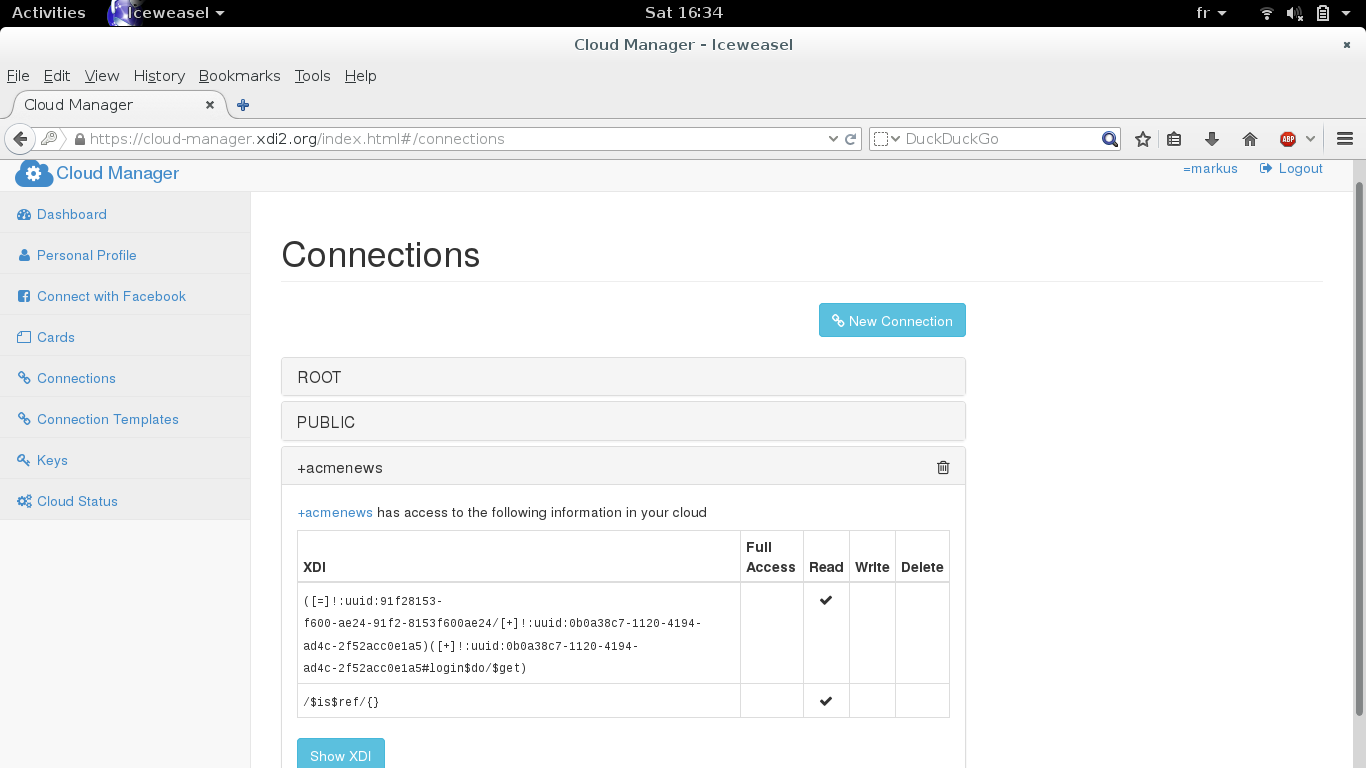 Activities Iceweasel Sat 16:34 fr
Cloud Manager - Iceweasel
File Edit View History Bookmarks Tools Help
Cloud Manager
https://cloud-manager.xdi2.org/index.html#/connections DuckDuckGo ABP
Cloud Manager =markus Logout
Dashboard
Personal Profile
Connect with Facebook
Cards
Connections
Connection Templates
Keys
Cloud Status
Connections
New Connection
ROOT
PUBLIC
+acmenews
+acmenews has access to the following information in your cloud
XDI Full Access Read Write Delete
([=]!:uuid:91f28153-
f600-ae24-91f2-8153f600ae24/[+]!:uuid:0b0a38c7-1120-4194-
ad4c-2f52acc0e1a5)([+]!:uuid:0b0a38c7-1120-4194-
ad4c-2f52acc0e1a5#login$do/$get)
/$is$ref/{}
Show XDI